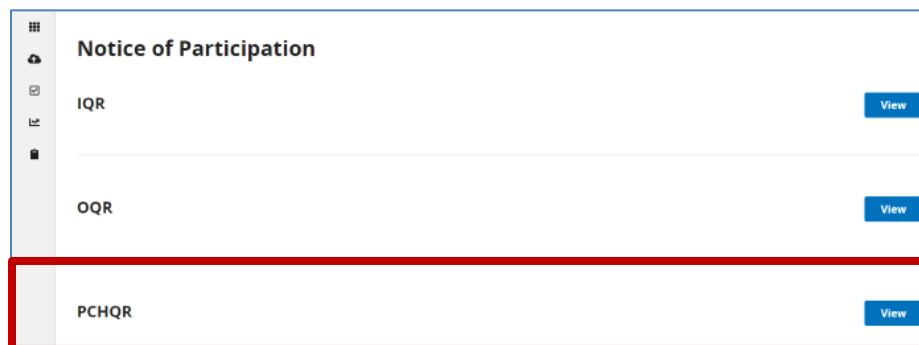 Notice of Participation
IQR
View
OQR
View
PCHQR
View